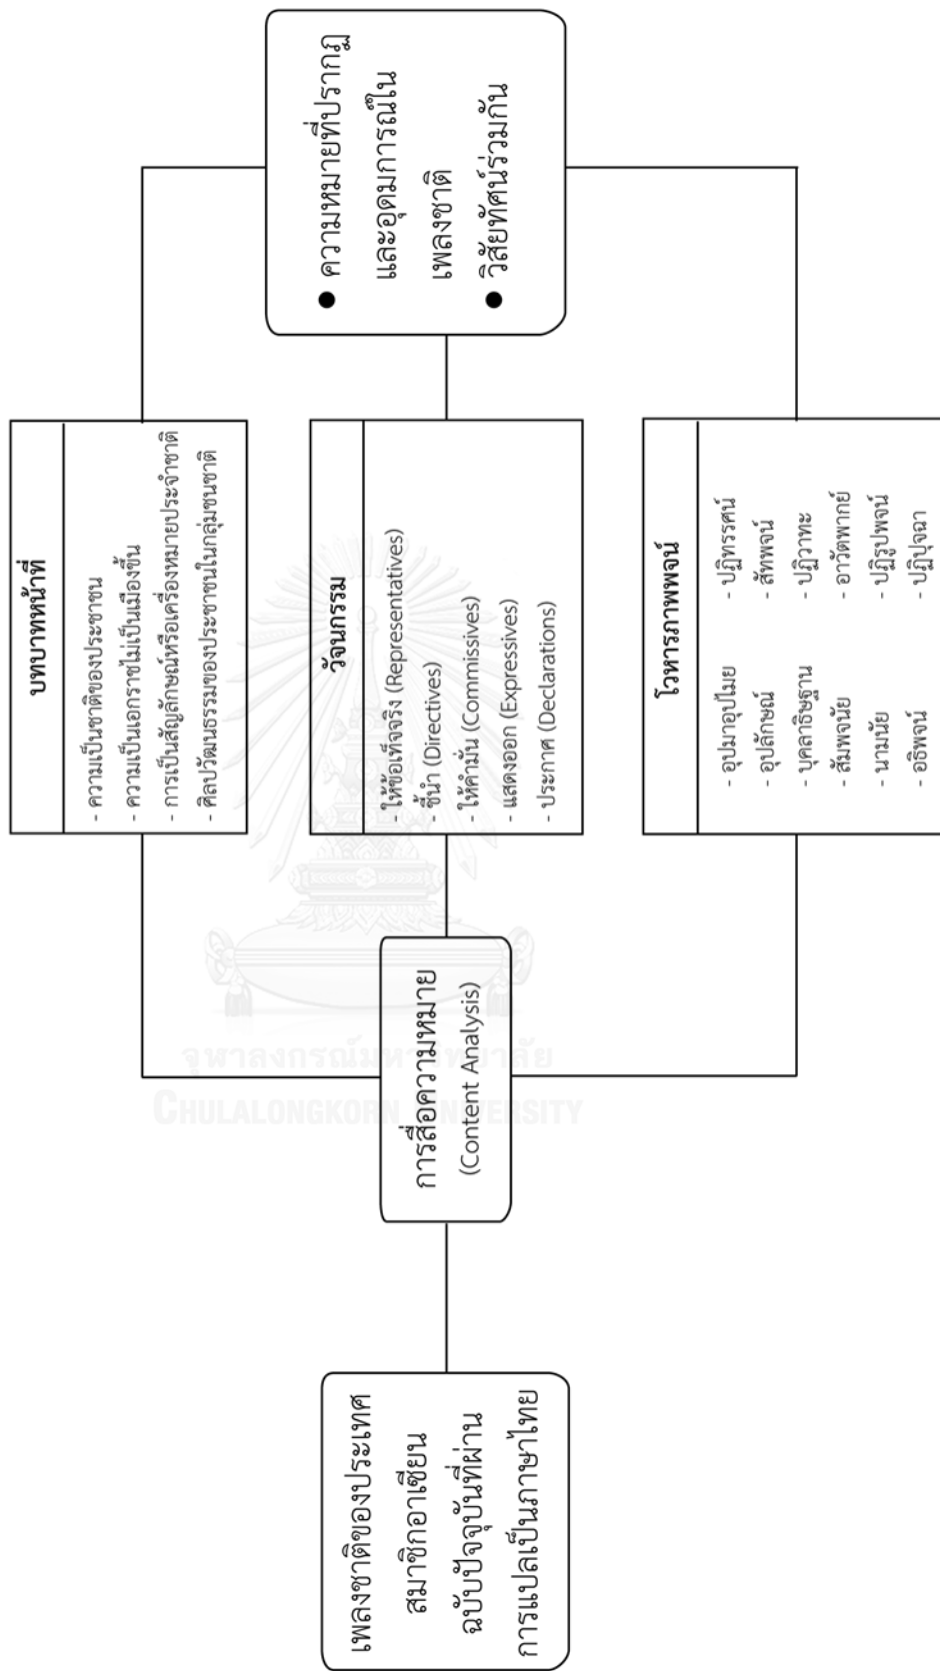 เพลงชาติของประเทศ
สมาชิกอาเซียน
ฉบับปัจจุบันที่ผ่าน
การแปลเป็นภาษาไทย
การสื่อความหมาย
(Content Analysis)
บทบาทหน้าที่
- ความเป็นชาติของประชาชน
- ความเป็นเอกราชไม่เป็นเมืองขึ้น
- การเป็นสัญลักษณ์หรือเครื่องหมายประจำชาติ
- ศิลปวัฒนธรรมของประชาชนในกลุ่มชนชาติ
วัจนกรรม
- ให้ข้อเท็จจริง (Representatives)
- ชี้นำ (Directives)
- ให้คำมั่น (Commissives)
- แสดงออก (Expressives)
- ประกาศ (Declarations)
โวหารภาพพจน์
- อุปมาอุปไมย - ปฏิทรรศน์
- อุปลักษณ์ - สัทพจน์
- บุคลาธิษฐาน - ปฏิวาทะ
- สัมพจนัย - อาวัตพากย์
- นามนัย - ปฏิรูปพจน์
- อธิพจน์ - ปฏิปุจฉา
● ความหมายที่ปรากฏ
และอุดมการณ์ใน
เพลงชาติ
● วิสัยทัศน์ร่วมกัน
จุฬาลงกรณ์มหาวิทยาลัย
CHULALONGKORN UNIVERSITY